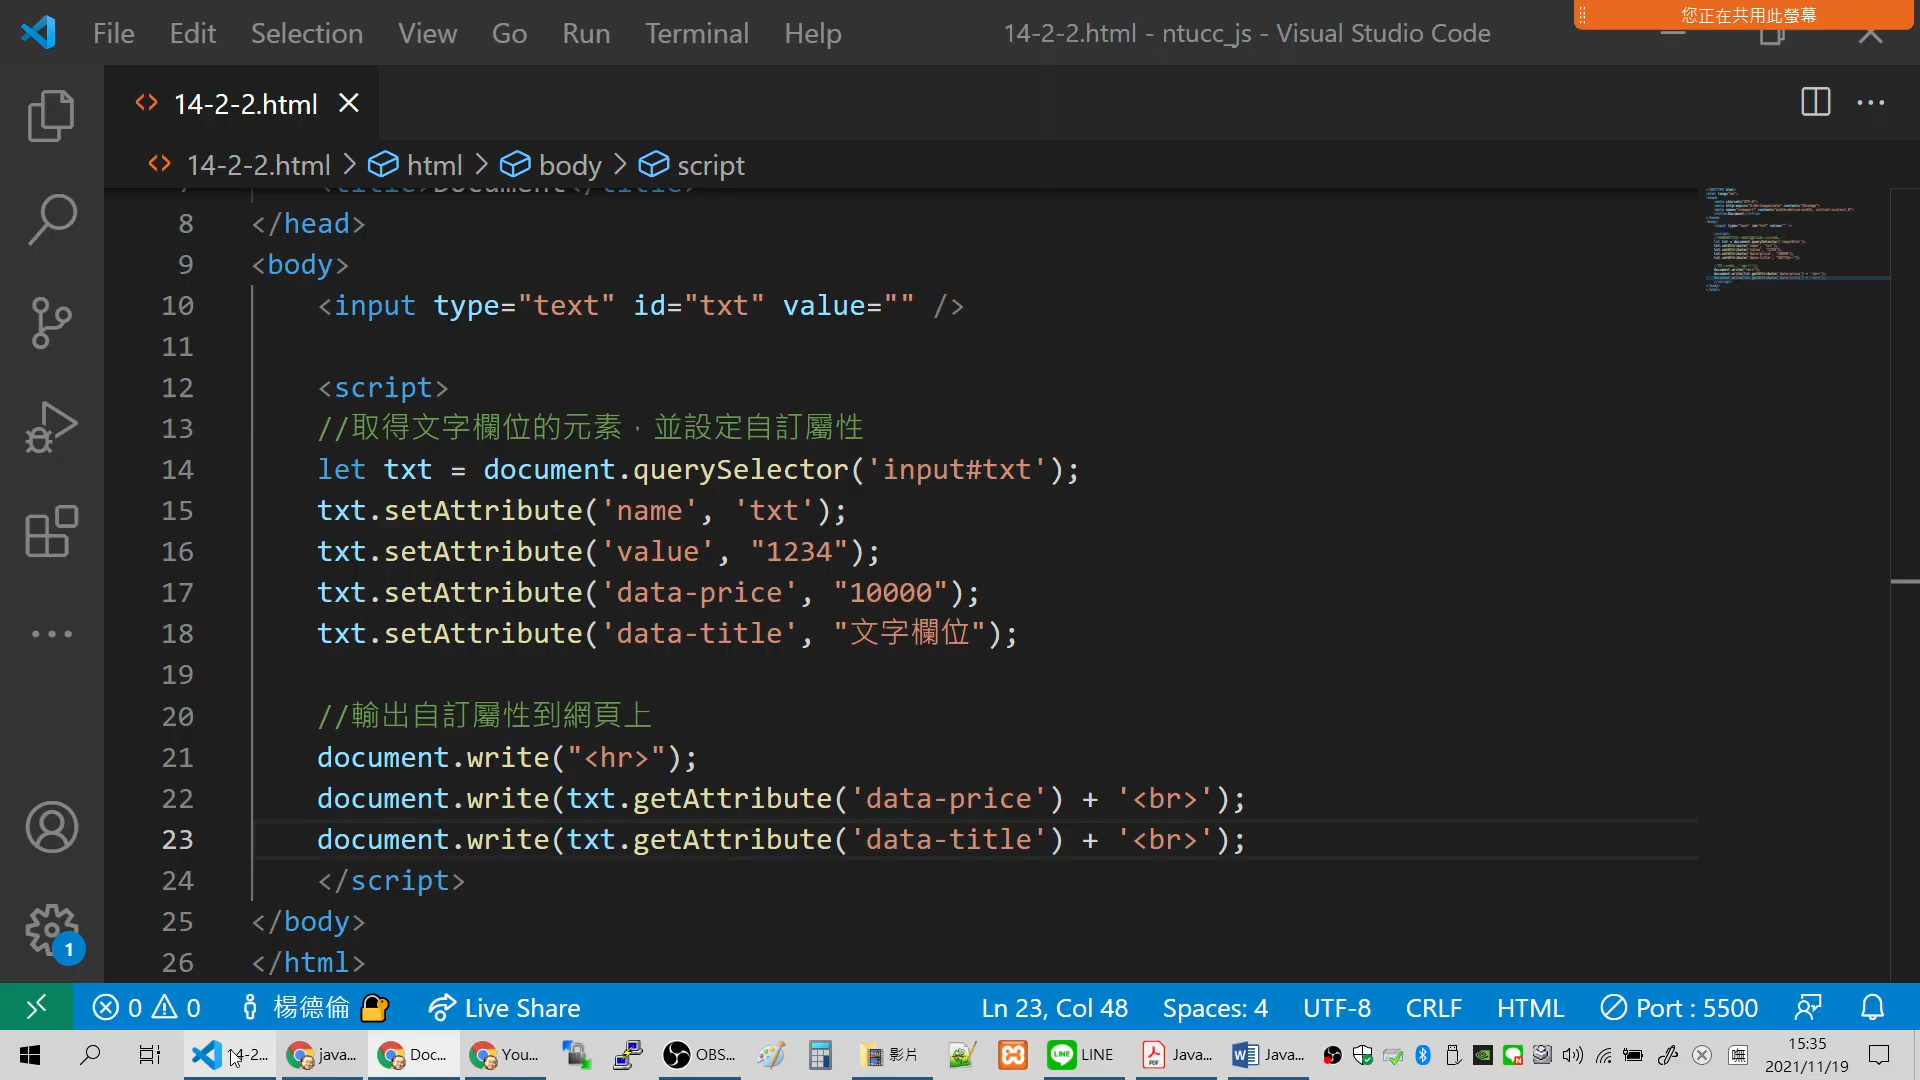 File Edit Selection View Go Run Terminal Help
14-2-2.html - ntucc_js - Visual Studio Code
您正在共用此螢幕
14-2-2.html
14-2-2.html > html > body > script
7 <title>Document</title>
8 </head>
9 <body>
10 <input type="text" id="txt" value="" />
11
12 <script>
13 //取得文字欄位的元素，並設定自訂屬性
14 let txt = document.querySelector('input#txt');
15 txt.setAttribute('name', 'txt');
16 txt.setAttribute('value', "1234");
17 txt.setAttribute('data-price', "10000");
18 txt.setAttribute('data-title', "文字欄位");
19
20 //輸出自訂屬性到網頁上
21 document.write("<hr>");
22 document.write(txt.getAttribute('data-price') + '<br>');
23 document.write(txt.getAttribute('data-title') + '<br>');
24 </script>
25 </body>
26 </html>
1
0 0 楊德倫 Live Share Ln 23, Col 48 Spaces: 4 UTF-8 CRLF HTML Port : 5500
14-2... java... Doc... You... OBS... 影片 LINE Java... Java... 15:35
2021/11/19